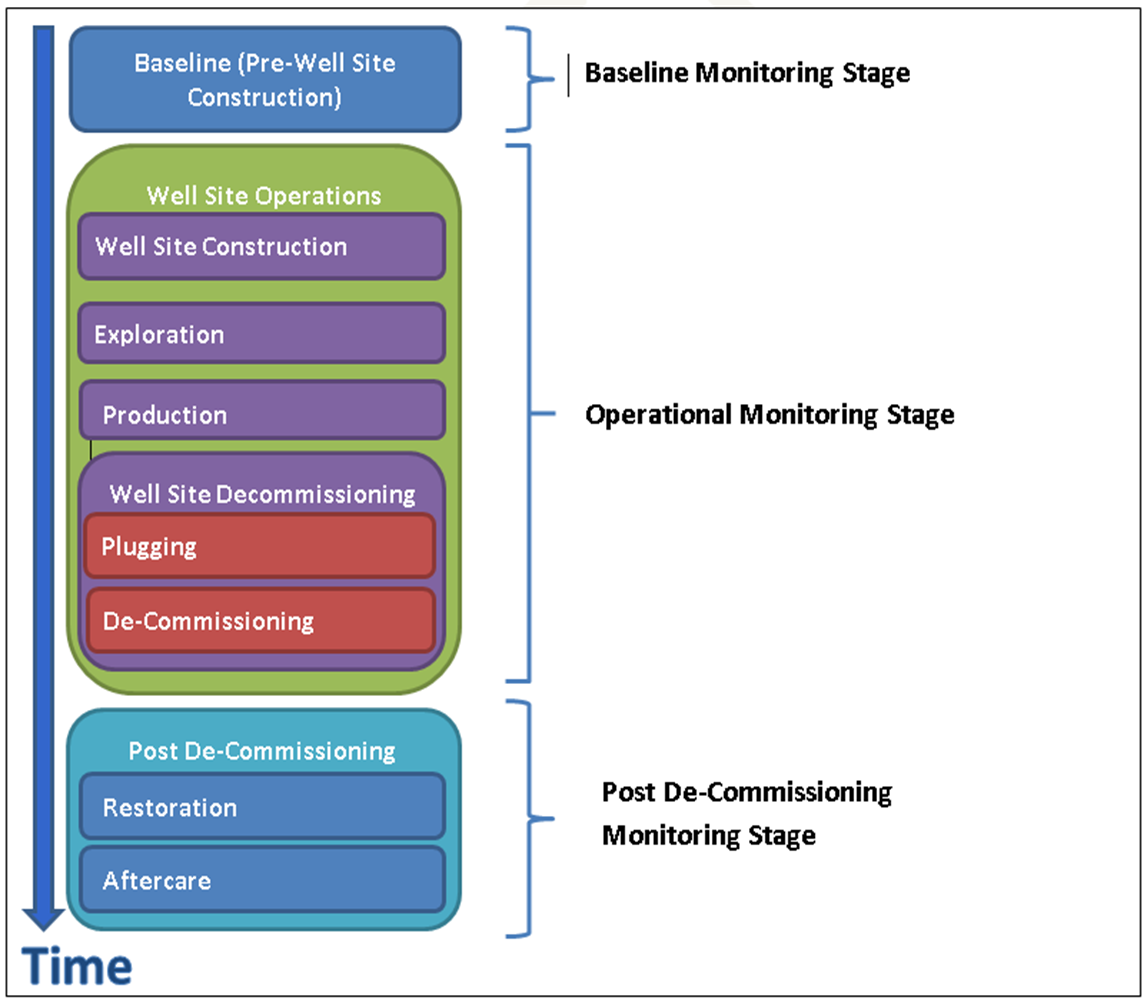 Baseline (Pre-Well Site
Construction)
Baseline Monitoring Stage
Well Site Operations
Well Site Construction
Exploration
Production
Operational Monitoring Stage
Well Site Decommissioning
Plugging
De-Commissioning
Post De-Commissioning
Restoration
Aftercare
Post De-Commissioning
Monitoring Stage
Time